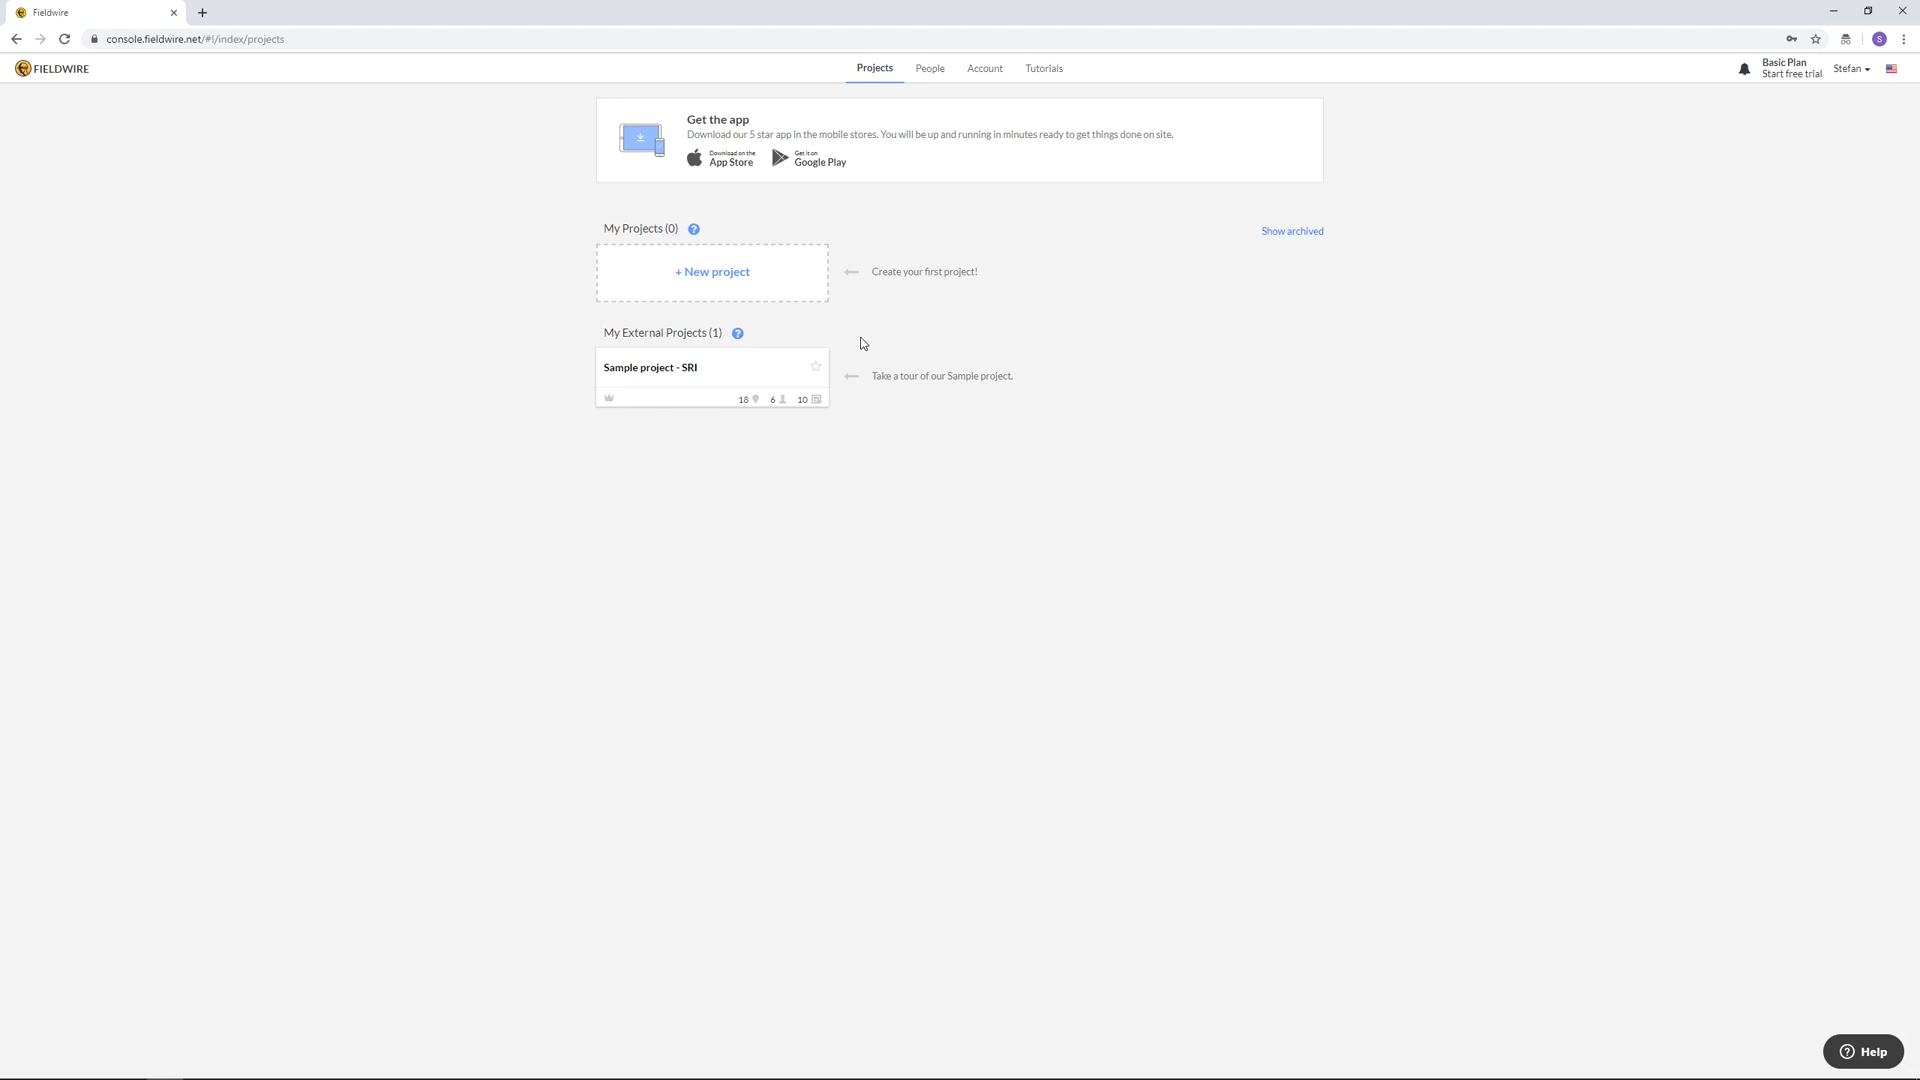 Fieldwire
console.fieldwire.net/#!/index/projects
S
FIELDWIRE
Projects
People
Account
Tutorials
Basic Plan
Start free trial
Stefan
Get the app
Download our 5 star app in the mobile stores. You will be up and running in minutes ready to get things done on site.
Download on the
App Store
Get it on
Google Play
My Projects (0) ?
Show archived
+ New project
Create your first project!
My External Projects (1) ?
Sample project - SRI
Take a tour of our Sample project.
18 6 10
? Help